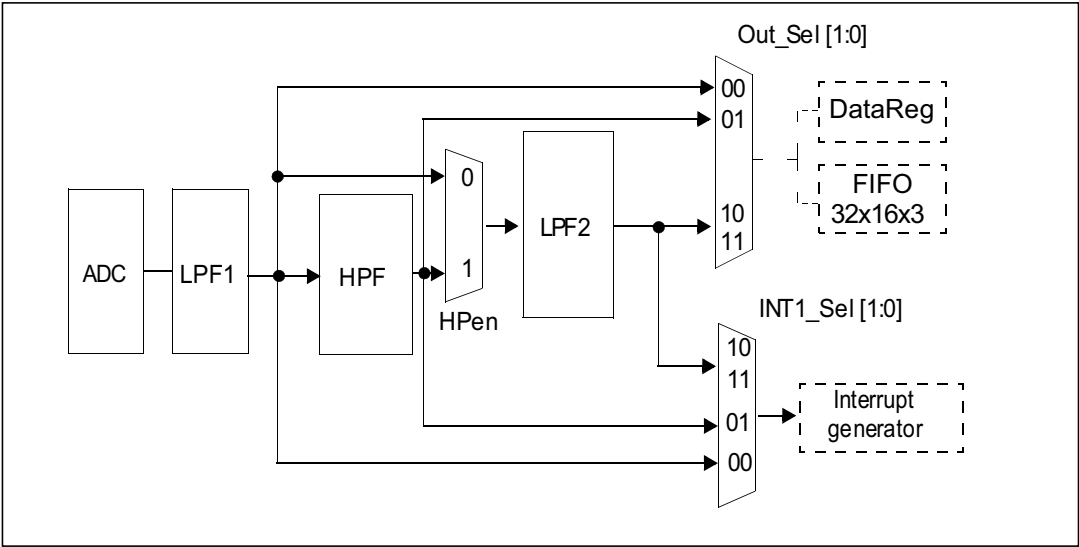 Out_Sel [1:0]
00
01
10
11
DataReg
FIFO
32x16x3
0
1
HPen
ADC
LPF1
HPF
LPF2
INT1_Sel [1:0]
10
11
01
00
Interrupt
generator